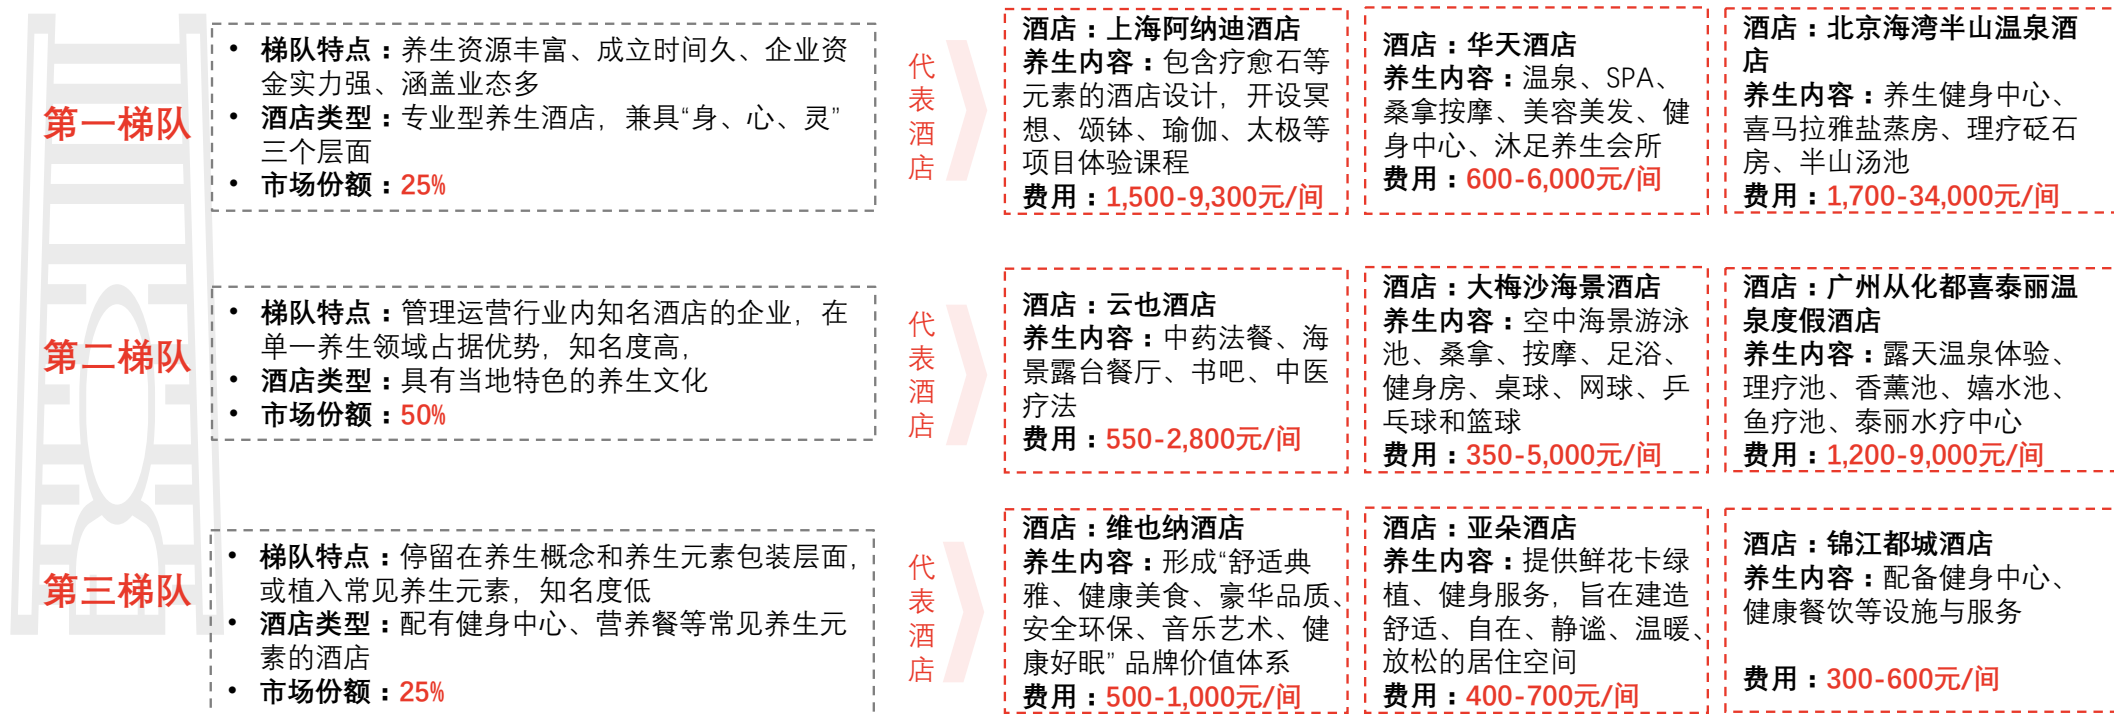 第一梯队
• 梯队特点：养生资源丰富、成立时间久、企业资
金实力强、涵盖业态多
• 酒店类型：专业型养生酒店，兼具“身、心、灵”
三个层面
• 市场份额：25%
代
表
酒
店
酒店：上海阿纳迪酒店
养生内容：包含疗愈石等
元素的酒店设计，开设冥
想、颂钵、瑜伽、太极等
项目体验课程
费用：1,500-9,300元/间
酒店：华天酒店
养生内容：温泉、SPA、
桑拿按摩、美容美发、健
身中心、沐足养生会所
费用：600-6,000元/间
酒店：北京海湾半山温泉酒
店
养生内容：养生健身中心、
喜马拉雅盐蒸房、理疗砭石
房、半山汤池
费用：1,700-34,000元/间
第二梯队
• 梯队特点：管理运营行业内知名酒店的企业，在
单一养生领域占据优势，知名度高，
• 酒店类型：具有当地特色的养生文化
• 市场份额：50%
代
表
酒
店
酒店：云也酒店
养生内容：中药法餐、海
景露台餐厅、书吧、中医
疗法
费用：550-2,800元/间
酒店：大梅沙海景酒店
养生内容：空中海景游泳
池、桑拿、按摩、足浴、
健身房、桌球、网球、乒
乓球和篮球
费用：350-5,000元/间
酒店：广州从化都喜泰丽温
泉度假酒店
养生内容：露天温泉体验、
理疗池、香薰池、嬉水池、
鱼疗池、泰丽水疗中心
费用：1,200-9,000元/间
第三梯队
• 梯队特点：停留在养生概念和养生元素包装层面，
或植入常见养生元素，知名度低
• 酒店类型：配有健身中心、营养餐等常见养生元
素的酒店
• 市场份额：25%
代
表
酒
店
酒店：维也纳酒店
养生内容：形成“舒适典
雅、健康美食、豪华品质、
安全环保、音乐艺术、健
康好眠” 品牌价值体系
费用：500-1,000元/间
酒店：亚朵酒店
养生内容：提供鲜花卡绿
植、健身服务，旨在建造
舒适、自在、静谧、温暖、
放松的居住空间
费用：400-700元/间
酒店：锦江都城酒店
养生内容：配备健身中心、
健康餐饮等设施与服务
费用：300-600元/间